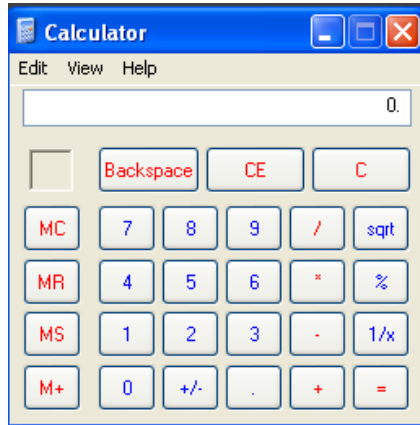 Calculator
Edit View Help
0.
Backspace CE C
MC 7 8 9 / sqrt
MR 4 5 6 * %
MS 1 2 3 - 1/x
M+ 0 +/- . + =